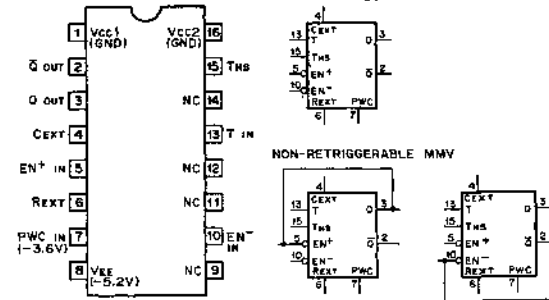 1 VCC1 (GND)
VCC2 (GND) 16
Q̅ OUT 2
15 THS
Q OUT 3
NC 14
CEXT 4
13 T IN
EN+ IN 5
NC 12
REXT 6
NC 11
PWC IN 7 (-3.6V)
10 EN- IN
8 VEE (-5.2V)
NC 9
4
CEXT
13 T Q 3
15 THS
5 EN+ Q̅ 2
10 EN-
REXT PWC
6 7
NON-RETRIGGERABLE MMV
4
CEXT
13 T Q 3
15 THS
5 EN+ Q̅ 2
10 EN-
REXT PWC
6 7
4
CEXT
13 T Q 3
15 THS
5 EN+ Q̅ 2
10 EN-
REXT PWC
6 7